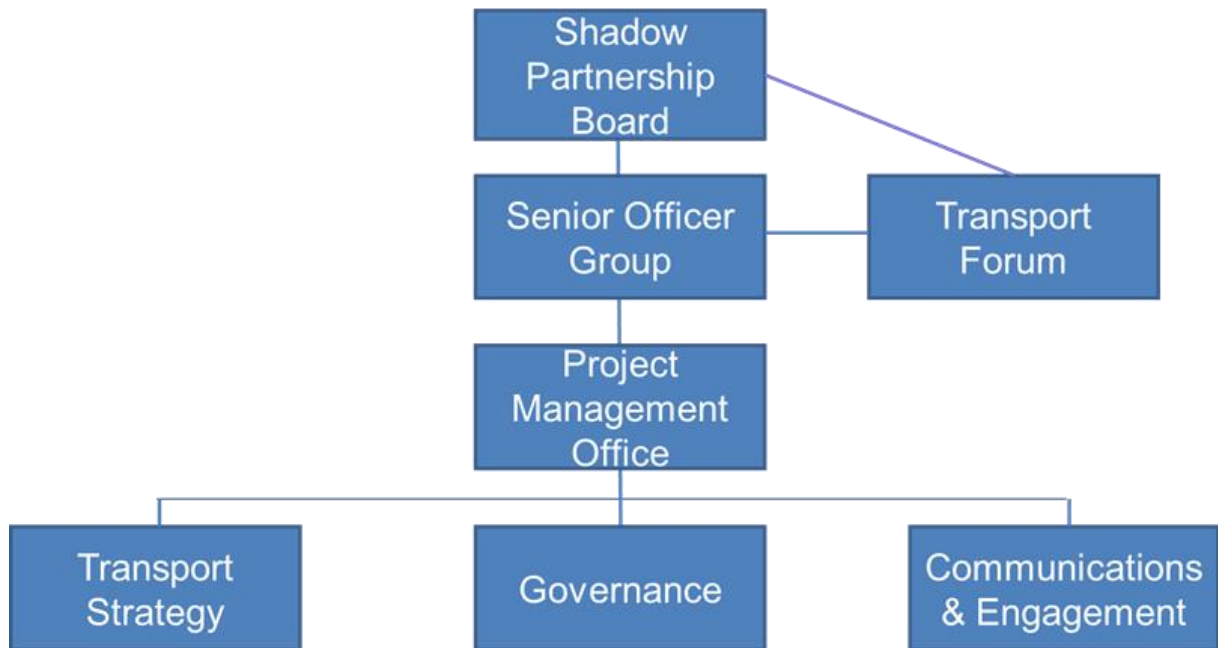 Shadow
Partnership
Board
Senior Officer
Group
Transport
Forum
Project
Management
Office
Transport
Strategy
Governance
Communications
& Engagement